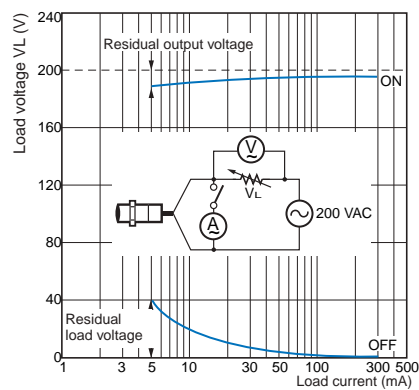 Load voltage VL (V)
240
200
160
120
80
40
0
Residual output voltage
ON
V
VL
A
200 VAC
Residual
load voltage
OFF
1 3 5 10 30 50 100 300 500
Load current (mA)